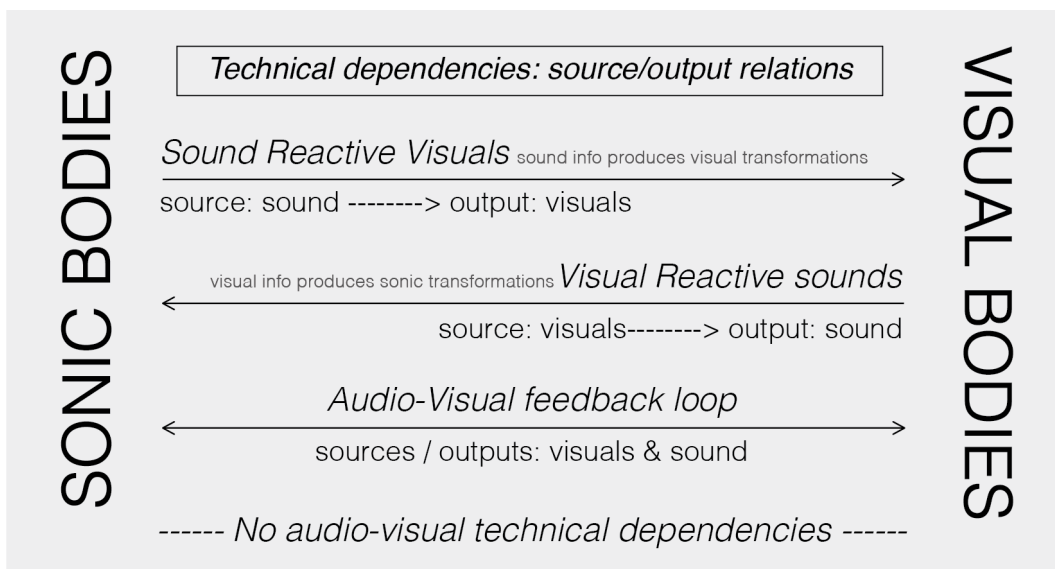 SONIC BODIES
Technical dependencies: source/output relations
Sound Reactive Visuals sound info produces visual transformations
source: sound --------> output: visuals
visual info produces sonic transformations Visual Reactive sounds
source: visuals--------> output: sound
Audio-Visual feedback loop
sources / outputs: visuals & sound
------ No audio-visual technical dependencies ------
VISUAL BODIES